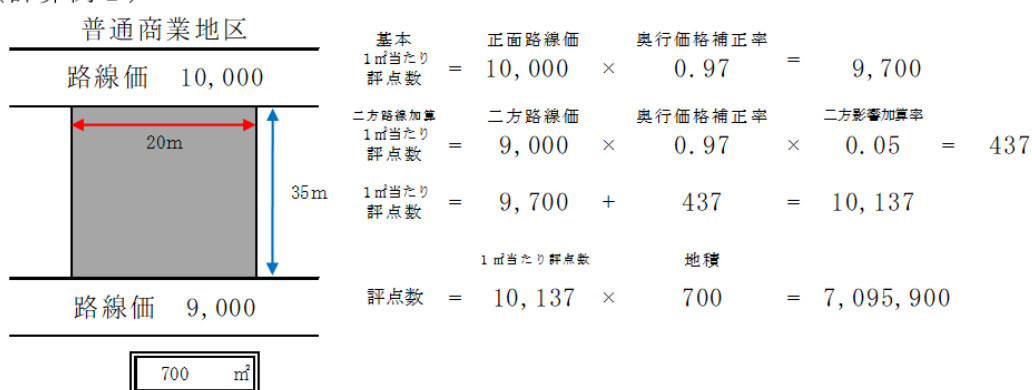 普通商業地区
路線価 10,000
20m
35m
路線価 9,000
700 ㎡
基本 正面路線価 奥行価格補正率
1㎡当たり評点数 = 10,000 × 0.97 = 9,700
二方路線加算 二方路線価 奥行価格補正率 二方影響加算率
1㎡当たり評点数 = 9,000 × 0.97 × 0.05 = 437
1㎡当たり評点数 = 9,700 + 437 = 10,137
1㎡当たり評点数 地積
評点数 = 10,137 × 700 = 7,095,900